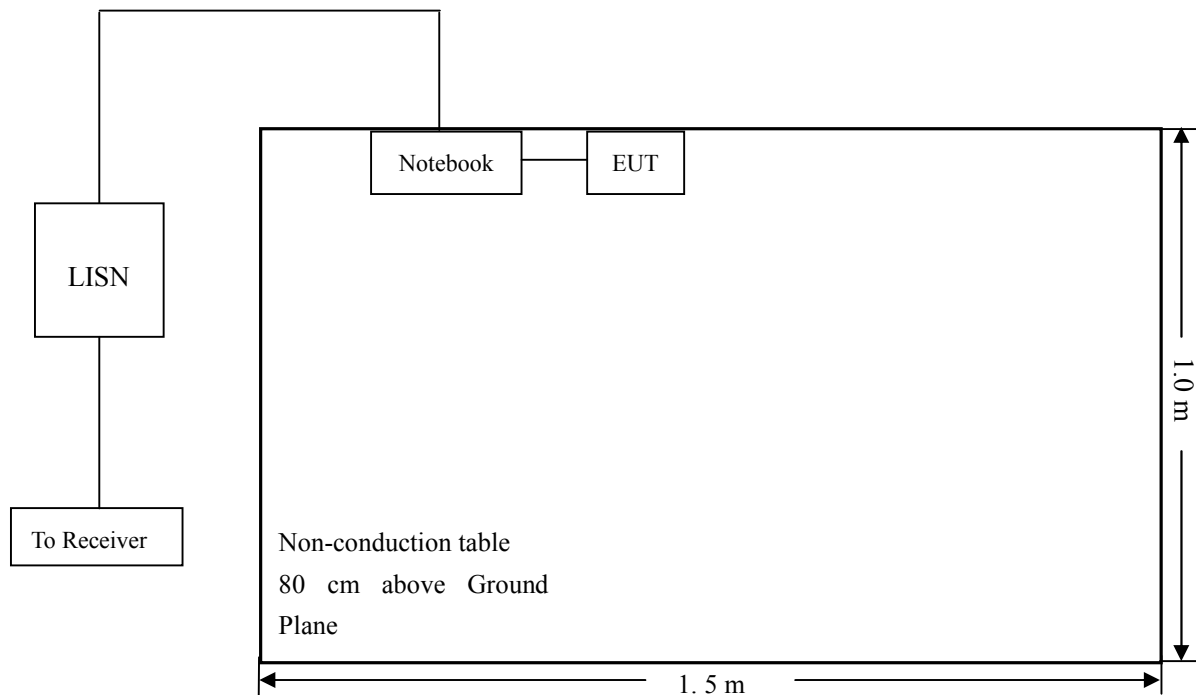 Notebook
EUT
LISN
1.0 m
To Receiver
Non-conduction table
80 cm above Ground
Plane
1. 5 m